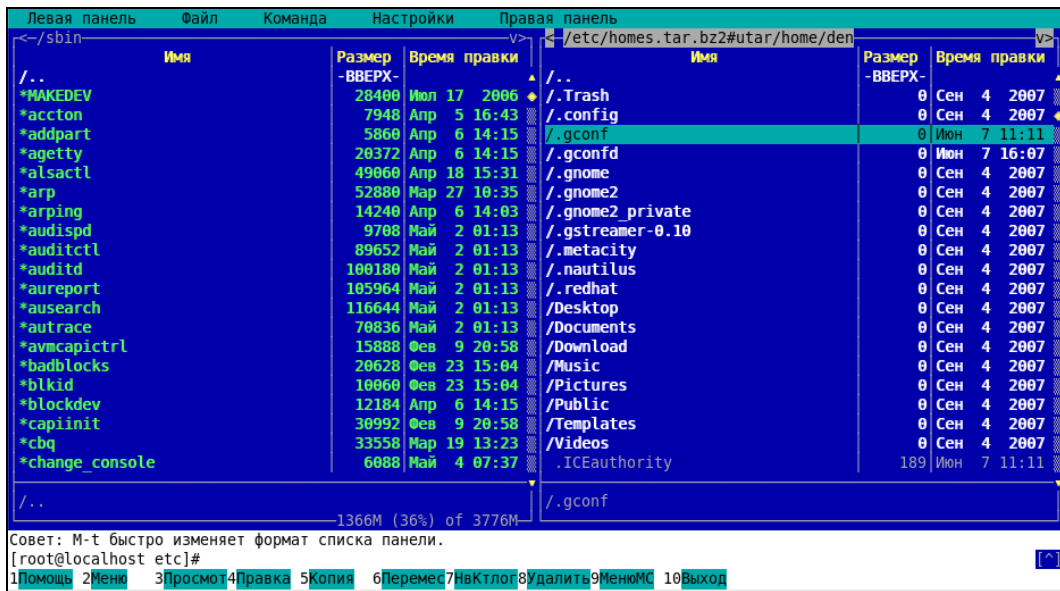 Левая панель Файл Команда Настройки Правая панель
<-/sbin v> < /etc/homes.tar.bz2#utar/home/den v>
Имя Размер Время правки Имя Размер Время правки
/.. -ВВЕРХ- /.. -ВВЕРХ-
*MAKEDEV 28400 Июл 17 2006 /.Trash 0 Сен 4 2007
*accton 7948 Апр 5 16:43 /.config 0 Сен 4 2007
*addpart 5860 Апр 6 14:15 /.gconf 0 Июн 7 11:11
*agetty 20372 Апр 6 14:15 /.gconfd 0 Июн 7 16:07
*alsactl 49060 Апр 18 15:31 /.gnome 0 Сен 4 2007
*arp 52880 Мар 27 10:35 /.gnome2 0 Сен 4 2007
*arping 14240 Апр 6 14:03 /.gnome2_private 0 Сен 4 2007
*audispd 9708 Май 2 01:13 /.gstreamer-0.10 0 Сен 4 2007
*auditctl 89652 Май 2 01:13 /.metacity 0 Сен 4 2007
*auditd 100180 Май 2 01:13 /.nautilus 0 Сен 4 2007
*aureport 105964 Май 2 01:13 /.redhat 0 Сен 4 2007
*ausearch 116644 Май 2 01:13 /Desktop 0 Сен 4 2007
*autrace 70836 Май 2 01:13 /Documents 0 Сен 4 2007
*avmcapictrl 15888 Фев 9 20:58 /Download 0 Сен 4 2007
*badblocks 20628 Фев 23 15:04 /Music 0 Сен 4 2007
*blkid 10060 Фев 23 15:04 /Pictures 0 Сен 4 2007
*blockdev 12184 Апр 6 14:15 /Public 0 Сен 4 2007
*capiinit 30992 Фев 9 20:58 /Templates 0 Сен 4 2007
*cbq 33558 Мар 19 13:23 /Videos 0 Сен 4 2007
*change_console 6088 Май 4 07:37 .ICEauthority 189 Июн 7 11:11
/.. /.gconf
1366M (36%) of 3776M
Совет: M-t быстро изменяет формат списка панели.
[root@localhost etc]# [^]
1Помощь 2Меню 3Просмот4Правка 5Копия 6Перемес7НвКтлог8Удалить9МенюMC 10Выход